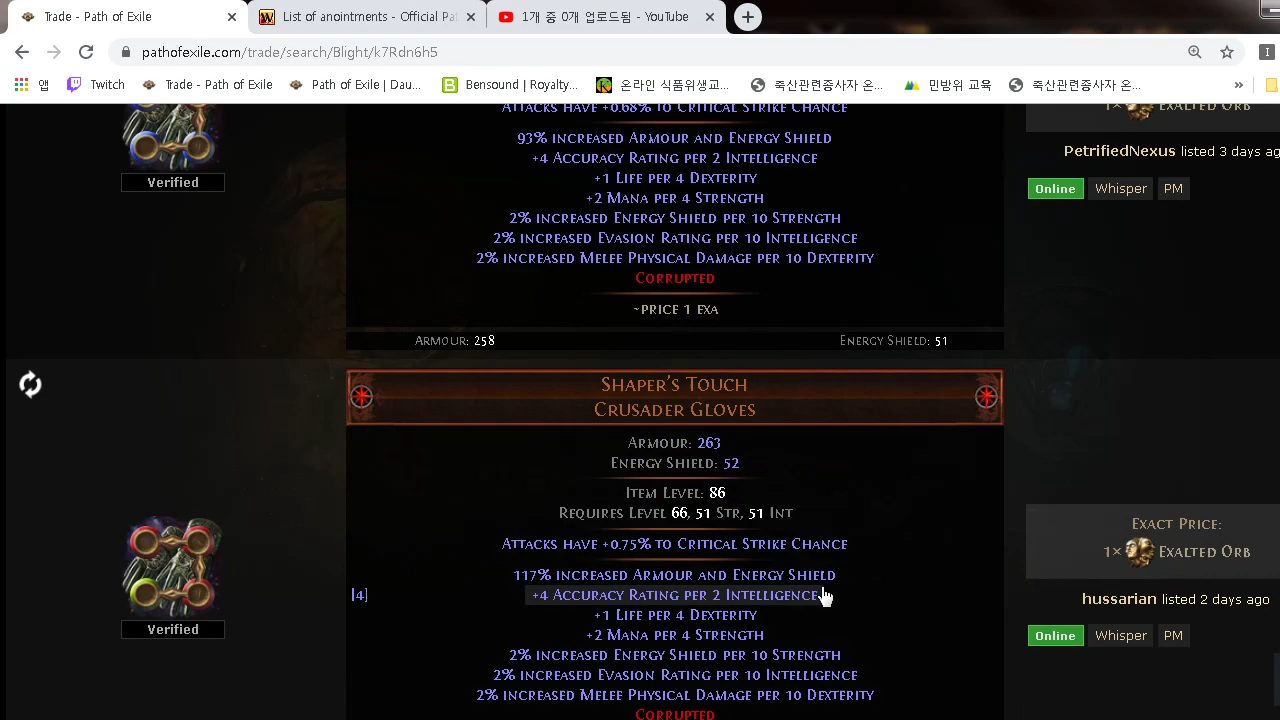 Trade - Path of Exile
List of anointments - Official Pat
1개 중 0개 업로드됨 - YouTube
pathofexile.com/trade/search/Blight/k7Rdn6h5
앱 Twitch Trade - Path of Exile Path of Exile | Dau... Bensound | Royalty... 온라인 식품위생교... 축산관련종사자 온... 민방위 교육 축산관련종사자 온... »
Attacks have +0.68% to Critical Strike Chance
93% increased Armour and Energy Shield
+4 Accuracy Rating per 2 Intelligence
+1 Life per 4 Dexterity
+2 Mana per 4 Strength
2% increased Energy Shield per 10 Strength
2% increased Evasion Rating per 10 Intelligence
2% increased Melee Physical Damage per 10 Dexterity
Corrupted
~price 1 exa
Armour: 258 Energy Shield: 51
Verified
1× Exalted Orb
PetrifiedNexus listed 3 days ag
Online Whisper PM
Shaper's Touch
Crusader Gloves
Armour: 263
Energy Shield: 52
Item Level: 86
Requires Level 66, 51 Str, 51 Int
Attacks have +0.75% to Critical Strike Chance
117% increased Armour and Energy Shield
[4] +4 Accuracy Rating per 2 Intelligence
+1 Life per 4 Dexterity
+2 Mana per 4 Strength
2% increased Energy Shield per 10 Strength
2% increased Evasion Rating per 10 Intelligence
2% increased Melee Physical Damage per 10 Dexterity
Corrupted
Verified
Exact Price:
1× Exalted Orb
hussarian listed 2 days ago
Online Whisper PM